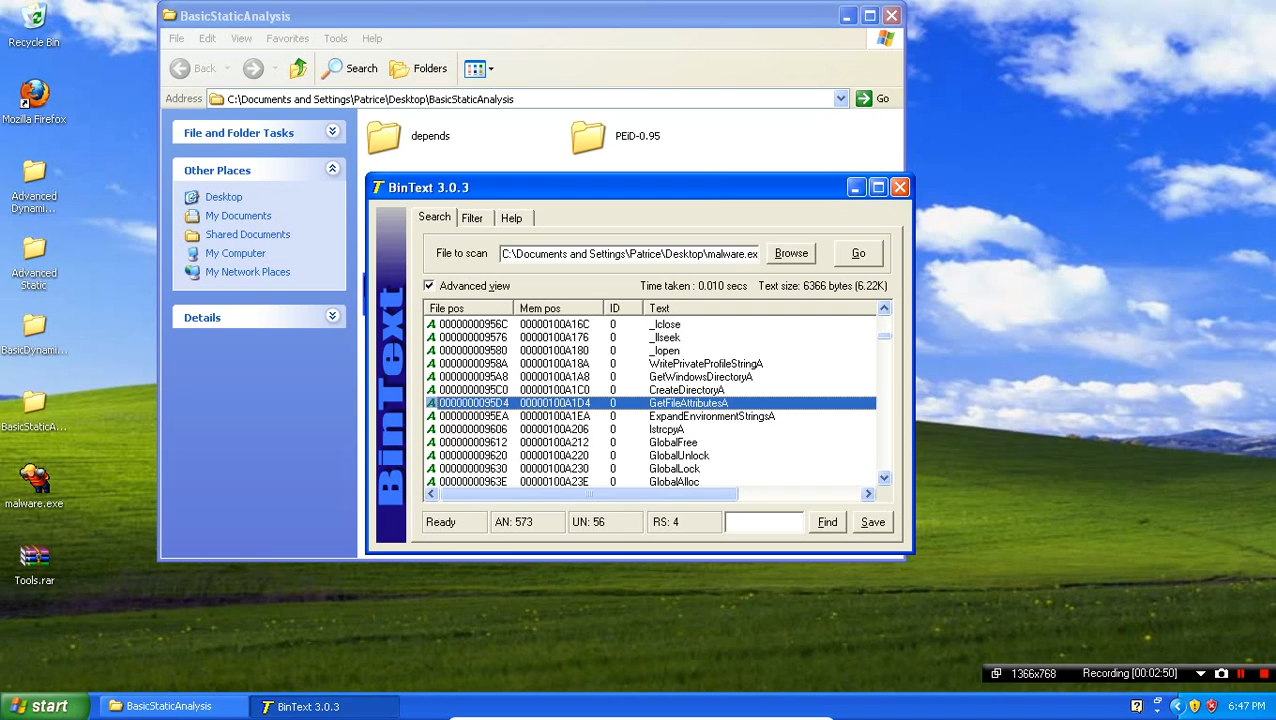 BasicStaticAnalysis
File Edit View Favorites Tools Help
Back Search Folders
Address C:\Documents and Settings\Patrice\Desktop\BasicStaticAnalysis Go
File and Folder Tasks
Other Places
Desktop
My Documents
Shared Documents
My Computer
My Network Places
Details
depends
PEiD-0.95
Recycle Bin
Mozilla Firefox
Advanced
Dynami...
Advanced
Static
BasicDynami...
BasicStaticA...
malware.exe
Tools.rar
BinText 3.0.3
BinText
Search Filter Help
File to scan C:\Documents and Settings\Patrice\Desktop\malware.ex Browse Go
Advanced view Time taken : 0.010 secs Text size: 6366 bytes (6.22K)
File pos Mem pos ID Text
A 00000000956C 00000100A16C 0 _lclose
A 000000009576 00000100A176 0 _llseek
A 000000009580 00000100A180 0 _lopen
A 00000000958A 00000100A18A 0 WritePrivateProfileStringA
A 0000000095A8 00000100A1A8 0 GetWindowsDirectoryA
A 0000000095C0 00000100A1C0 0 CreateDirectoryA
A 0000000095D4 00000100A1D4 0 GetFileAttributesA
A 0000000095EA 00000100A1EA 0 ExpandEnvironmentStringsA
A 000000009606 00000100A206 0 lstrcpyA
A 000000009612 00000100A212 0 GlobalFree
A 000000009620 00000100A220 0 GlobalUnlock
A 000000009630 00000100A230 0 GlobalLock
A 00000000963E 00000100A23E 0 GlobalAlloc
Ready AN: 573 UN: 56 RS: 4 Find Save
1366x768 Recording [00:02:50]
start BasicStaticAnalysis BinText 3.0.3 6:47 PM